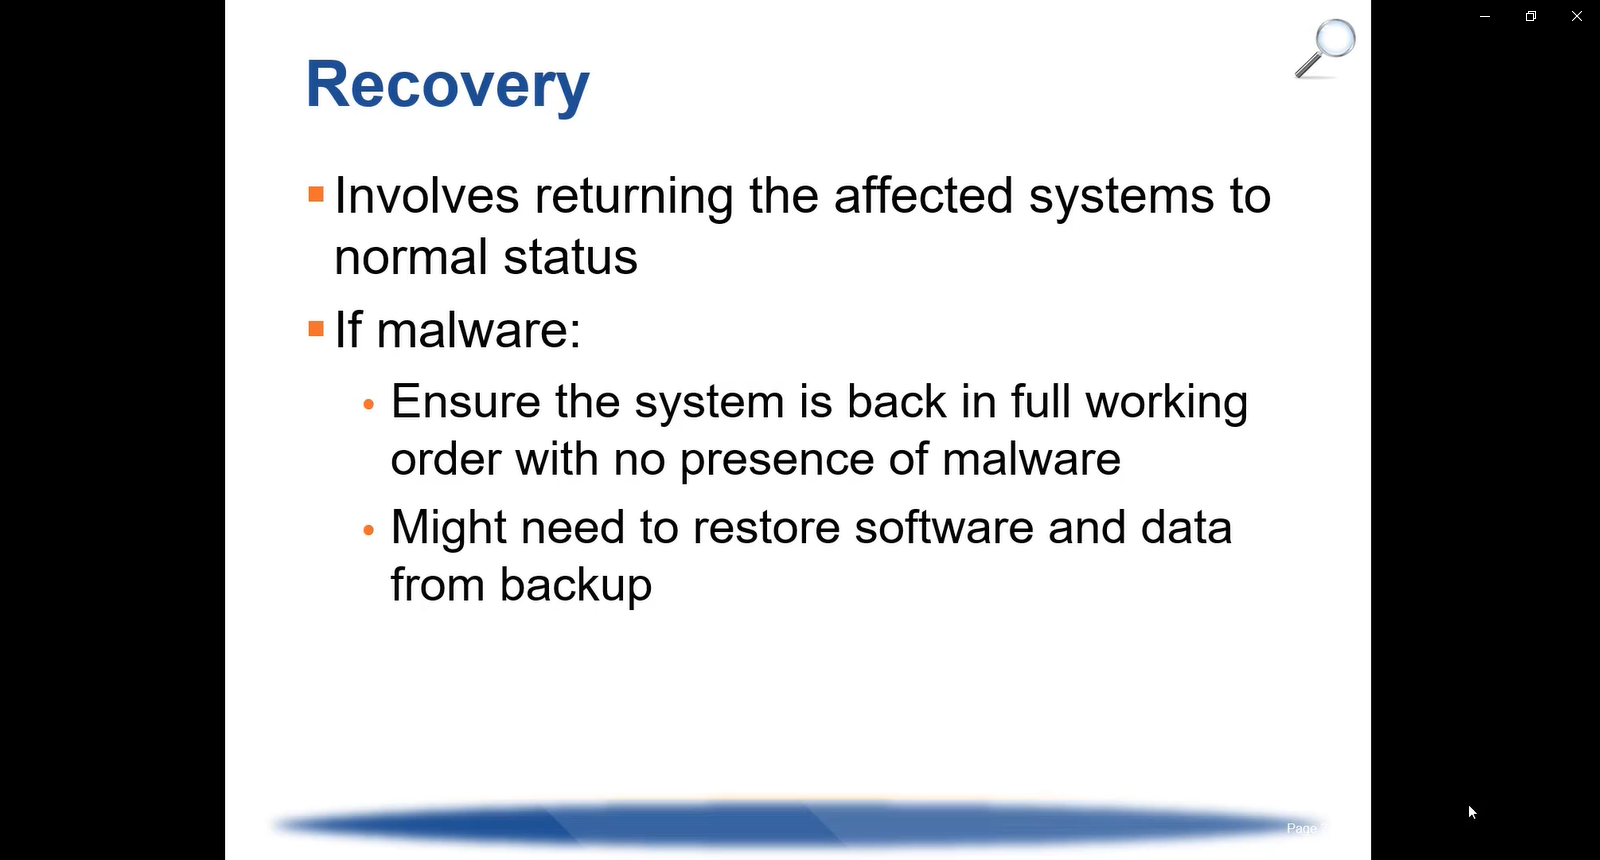 Recovery
Involves returning the affected systems to
normal status
If malware:
Ensure the system is back in full working
order with no presence of malware
Might need to restore software and data
from backup
Page